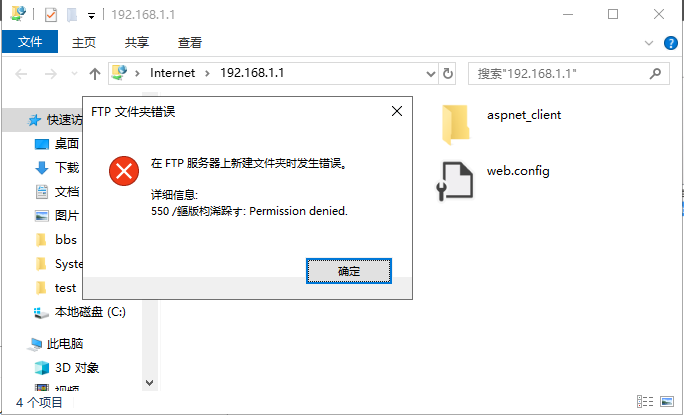 192.168.1.1
文件 主页 共享 查看
Internet 192.168.1.1 搜索"192.168.1.1"
FTP 文件夹错误
在 FTP 服务器上新建文件夹时发生错误。
详细信息:
550 /鏂版枃浠跺す: Permission denied.
确定
快速访
桌面
下载
文档
图片
bbs
Syste
test
本地磁盘 (C:)
此电脑
3D 对象
视频
aspnet_client
web.config
4 个项目